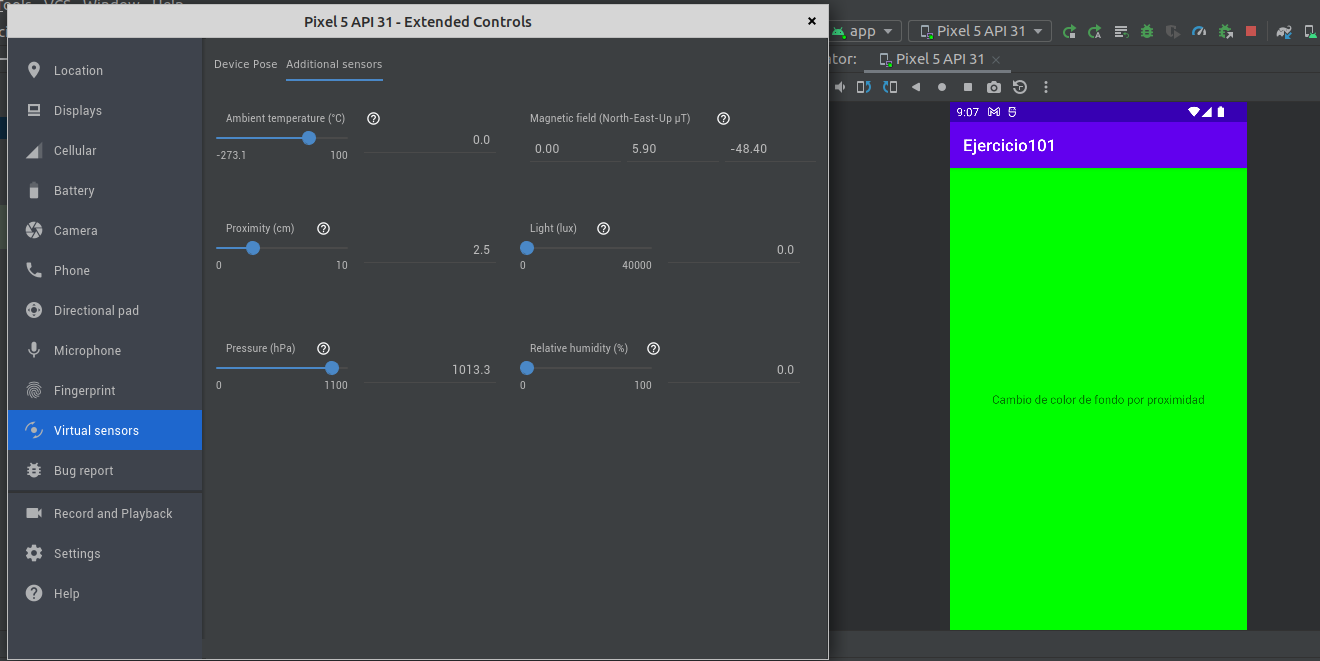 Tools VCS Window Help
Pixel 5 API 31 - Extended Controls
×
app
Pixel 5 API 31
Pixel 5 API 31
Location
Displays
Cellular
Battery
Camera
Phone
Directional pad
Microphone
Fingerprint
Virtual sensors
Bug report
Record and Playback
Settings
Help
Device Pose
Additional sensors
Ambient temperature (°C)
0.0
-273.1
100
Magnetic field (North-East-Up μT)
0.00
5.90
-48.40
Proximity (cm)
2.5
0
10
Light (lux)
0.0
0
40000
Pressure (hPa)
1013.3
0
1100
Relative humidity (%)
0.0
0
100
9:07
Ejercicio101
Cambio de color de fondo por proximidad